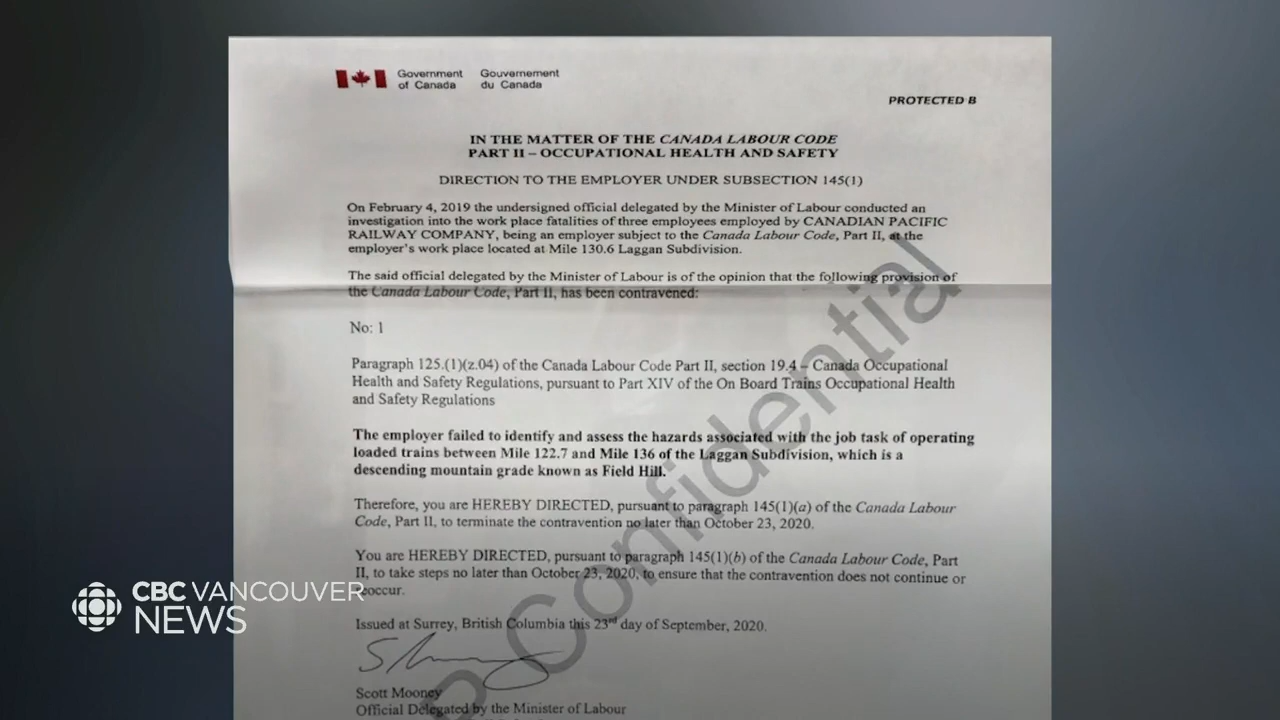 Government Gouvernement
of Canada du Canada
PROTECTED B
IN THE MATTER OF THE CANADA LABOUR CODE
PART II – OCCUPATIONAL HEALTH AND SAFETY
DIRECTION TO THE EMPLOYER UNDER SUBSECTION 145(1)
On February 4, 2019 the undersigned official delegated by the Minister of Labour conducted an
investigation into the work place fatalities of three employees employed by CANADIAN PACIFIC
RAILWAY COMPANY, being an employer subject to the Canada Labour Code, Part II, at the
employer's work place located at Mile 130.6 Laggan Subdivision.
The said official delegated by the Minister of Labour is of the opinion that the following provision of
the Canada Labour Code, Part II, has been contravened:
No: 1
Paragraph 125.(1)(z.04) of the Canada Labour Code Part II, section 19.4 – Canada Occupational
Health and Safety Regulations, pursuant to Part XIV of the On Board Trains Occupational Health
and Safety Regulations
The employer failed to identify and assess the hazards associated with the job task of operating
loaded trains between Mile 122.7 and Mile 136 of the Laggan Subdivision, which is a
descending mountain grade known as Field Hill.
Therefore, you are HEREBY DIRECTED, pursuant to paragraph 145(1)(a) of the Canada Labour
Code, Part II, to terminate the contravention no later than October 23, 2020.
You are HEREBY DIRECTED, pursuant to paragraph 145(1)(b) of the Canada Labour Code, Part
II, to take steps no later than October 23, 2020, to ensure that the contravention does not continue or
reoccur.
Issued at Surrey, British Columbia this 23rd day of September, 2020.
Scott Mooney
Official Delegated by the Minister of Labour
Confidential
CBC VANCOUVER
NEWS